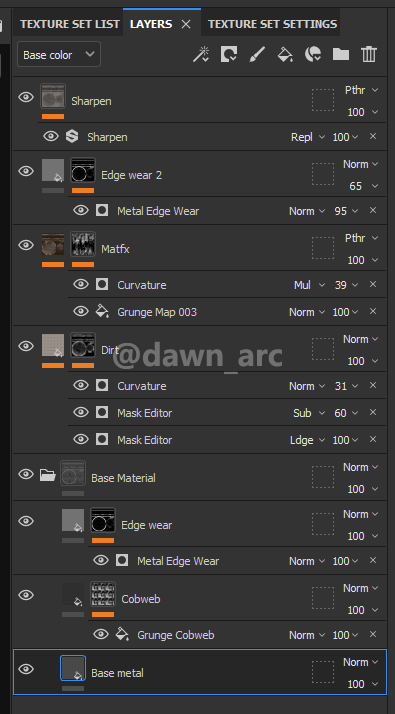 TEXTURE SET LIST LAYERS × TEXTURE SET SETTINGS
Base color
Pthr
Sharpen
100
Sharpen Repl 100 ×
Norm
Edge wear 2
65
Metal Edge Wear Norm 95 ×
Pthr
Matfx
100
Curvature Mul 39 ×
Grunge Map 003 Norm 100 ×
Norm
Dirt
100
@dawn_arc
Curvature Norm 31 ×
Mask Editor Sub 60 ×
Mask Editor Ldge 100 ×
Norm
Base Material
100
Norm
Edge wear
100
Metal Edge Wear Norm 100 ×
Norm
Cobweb
100
Grunge Cobweb Norm 100 ×
Norm
Base metal
100